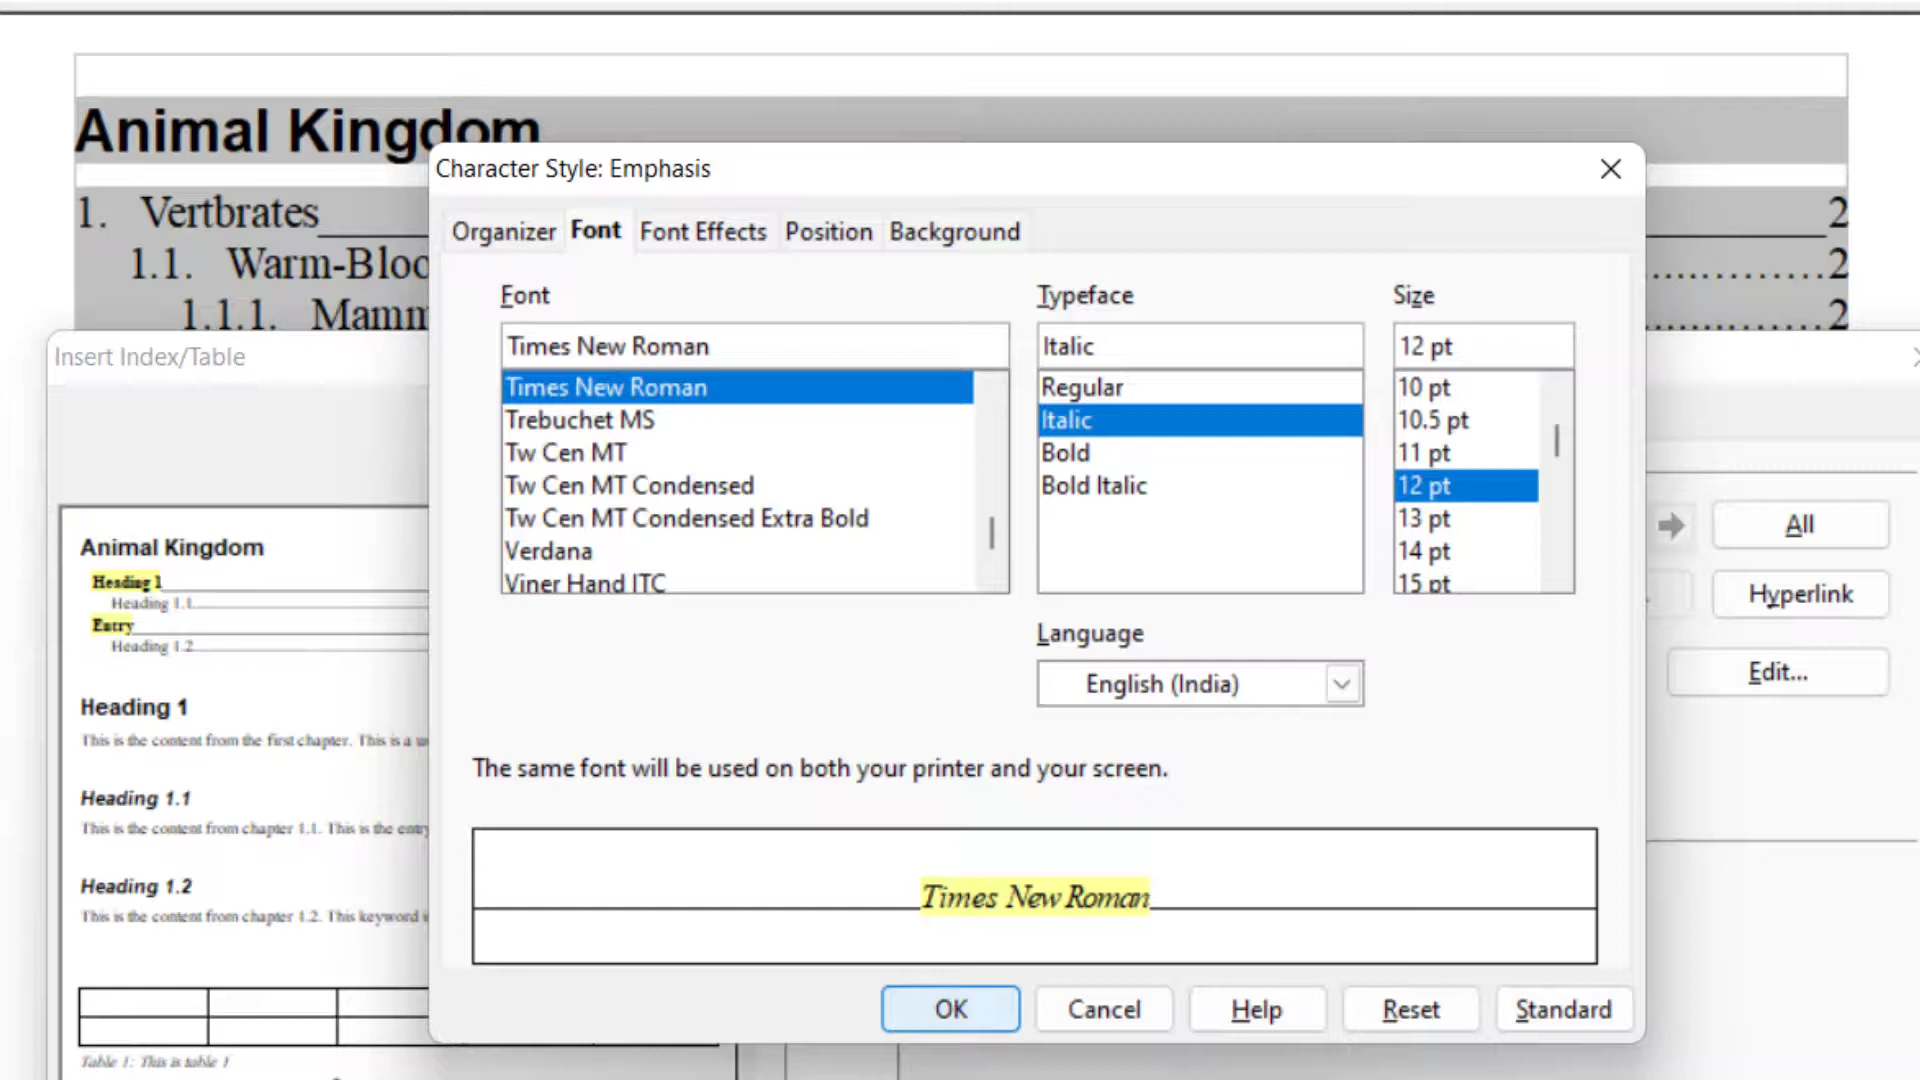 Animal Kingdom
1. Vertbrates 2
1.1. Warm-Bloo 2
1.1.1. Mamm 2
Insert Index/Table
Animal Kingdom
Heading 1
Heading 1.1
Entry
Heading 1.2
Heading 1
This is the content from the first chapter. This is a u
Heading 1.1
This is the content from chapter 1.1. This is the entry
Heading 1.2
This is the content from chapter 1.2. This keyword i
Table 1: This is table 1
Character Style: Emphasis
Organizer Font Font Effects Position Background
Font Typeface Size
Times New Roman Italic 12 pt
Times New Roman Regular 10 pt
Trebuchet MS Italic 10.5 pt
Tw Cen MT Bold 11 pt
Tw Cen MT Condensed Bold Italic 12 pt
Tw Cen MT Condensed Extra Bold 13 pt
Verdana 14 pt
Viner Hand ITC 15 pt
Language
English (India)
The same font will be used on both your printer and your screen.
Times New Roman
OK Cancel Help Reset Standard
All
Hyperlink
Edit...